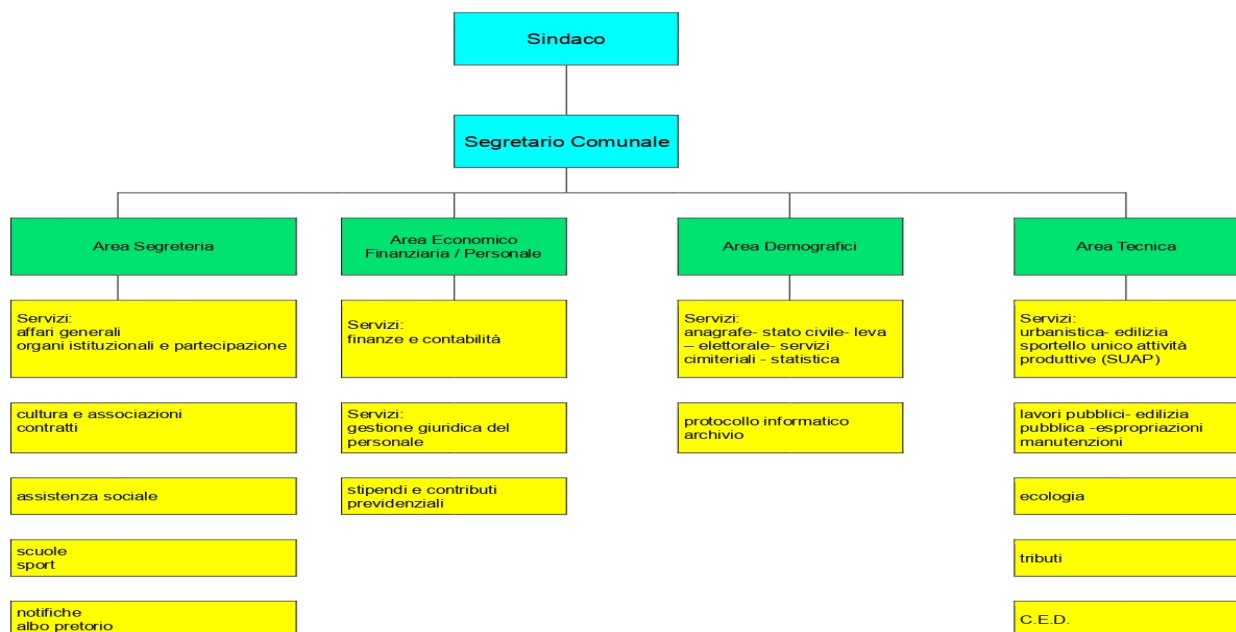 Sindaco
Segretario Comunale
Area Segreteria
Area Economico
Finanziaria / Personale
Area Demografici
Area Tecnica
Servizi:
affari generali
organi istituzionali e partecipazione
cultura e associazioni
contratti
assistenza sociale
scuole
sport
notifiche
albo pretorio
Servizi:
finanze e contabilità
Servizi:
gestione giuridica del
personale
stipendi e contributi
previdenziali
Servizi:
anagrafe- stato civile- leva
– elettorale- servizi
cimiteriali - statistica
protocollo informatico
archivio
Servizi:
urbanistica- edilizia
sportello unico attività
produttive (SUAP)
lavori pubblici- edilizia
pubblica -espropriazioni
manutenzioni
ecologia
tributi
C.E.D.